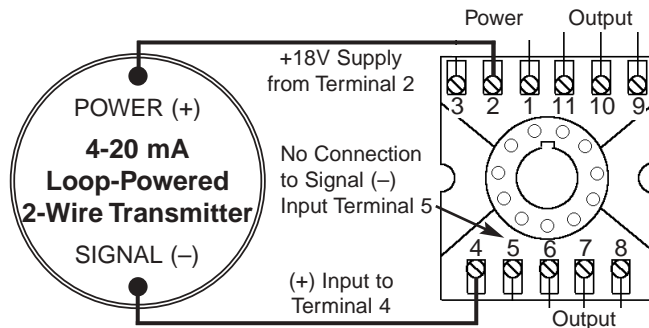 Power Output
+18V Supply
from Terminal 2
3 2 1 11 10 9
POWER (+)
4-20 mA
Loop-Powered
2-Wire Transmitter
SIGNAL (–)
No Connection
to Signal (–)
Input Terminal 5
4 5 6 7 8
(+) Input to
Terminal 4
Output